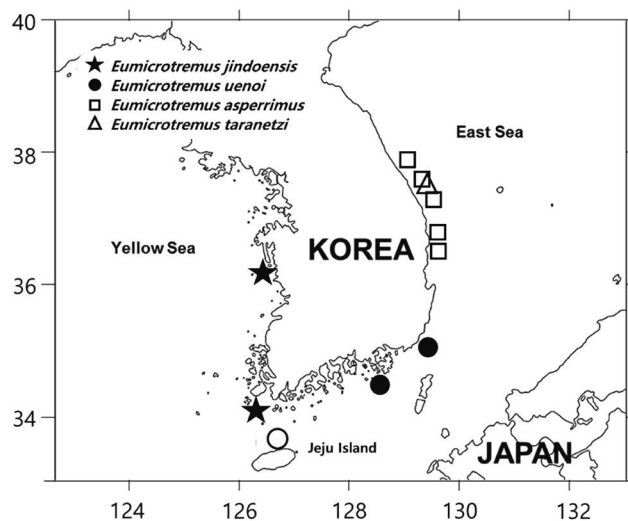 40
Eumicrotremus jindoensis
Eumicrotremus uenoi
Eumicrotremus asperrimus
Eumicrotremus taranetzi
East Sea
38
Yellow Sea
KOREA
36
34
Jeju Island
JAPAN
124 126 128 130 132